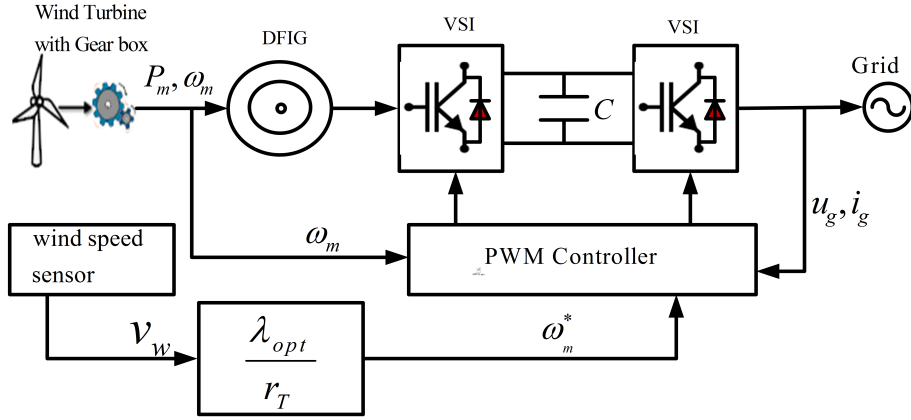 Wind Turbine
with Gear box
DFIG
VSI
VSI
Grid
P_m, ω_m
C
u_g, i_g
wind speed
sensor
ω_m
PWM Controller
v_w
λ_opt
r_T
ω_m^*